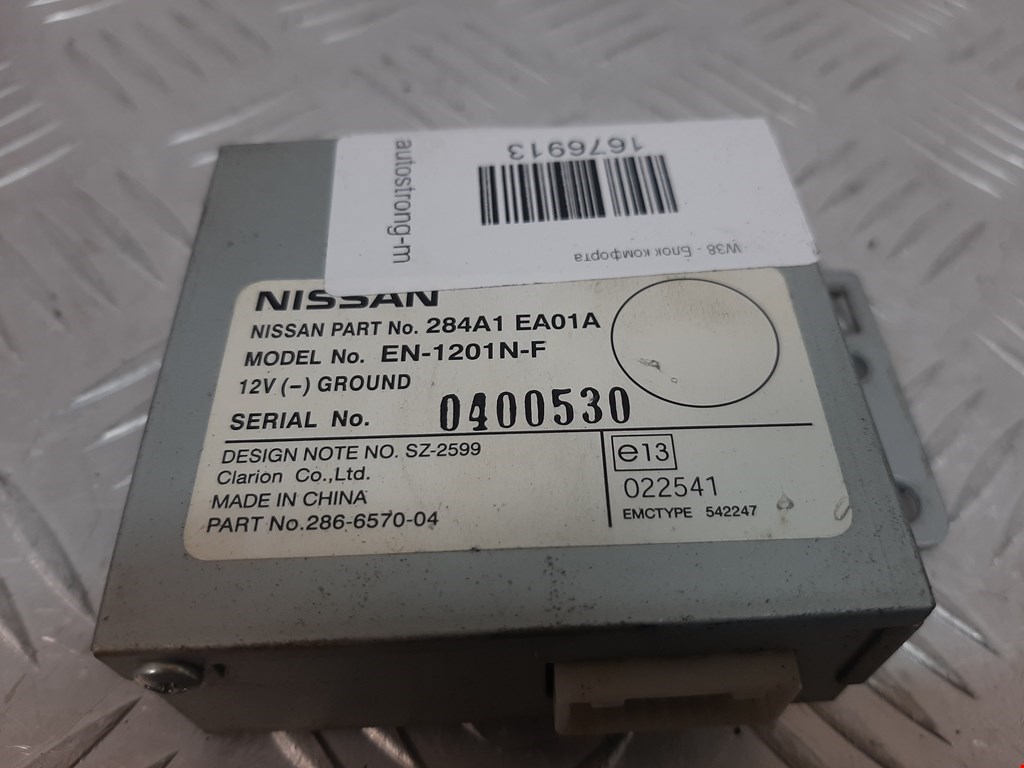 1676913
autostrong-m
W38 - Блок комфорта
NISSAN
NISSAN PART No. 284A1 EA01A
MODEL No. EN-1201N-F
12V (–) GROUND
SERIAL No. 0400530
DESIGN NOTE NO. SZ-2599
Clarion Co.,Ltd.
MADE IN CHINA
PART No.286-6570-04
e13
022541
EMCTYPE 542247